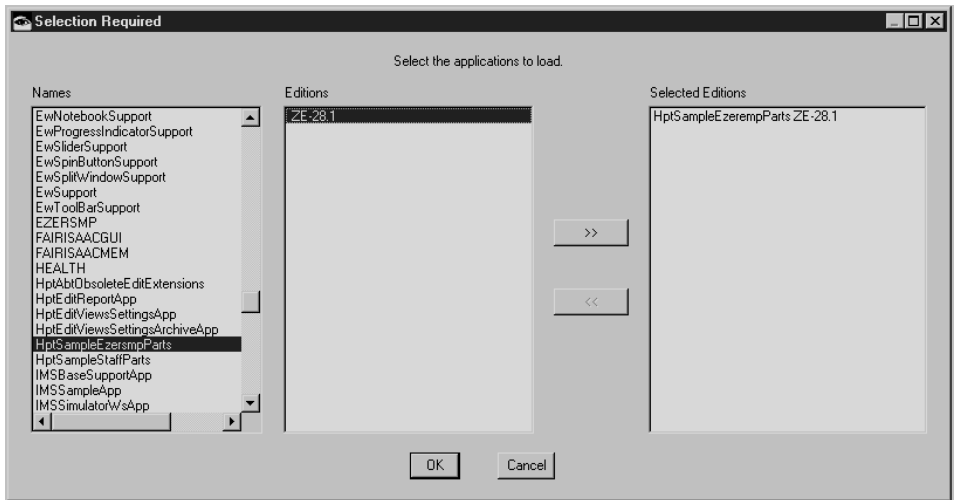 Selection Required
Select the applications to load.
Names
EwNotebookSupport
EwProgressIndicatorSupport
EwSliderSupport
EwSpinButtonSupport
EwSplitWindowSupport
EwSupport
EwToolBarSupport
EZERSMP
FAIRISAACGUI
FAIRISAACMEM
HEALTH
HptAbtObsoleteEditExtensions
HptEditReportApp
HptEditViewsSettingsApp
HptEditViewsSettingsArchiveApp
HptSampleEzersmpParts
HptSampleStaffParts
IMSBaseSupportApp
IMSSampleApp
IMSSimulatorWsApp
Editions
ZE-28.1
>>
<<
Selected Editions
HptSampleEzerempParts ZE-28.1
OK
Cancel